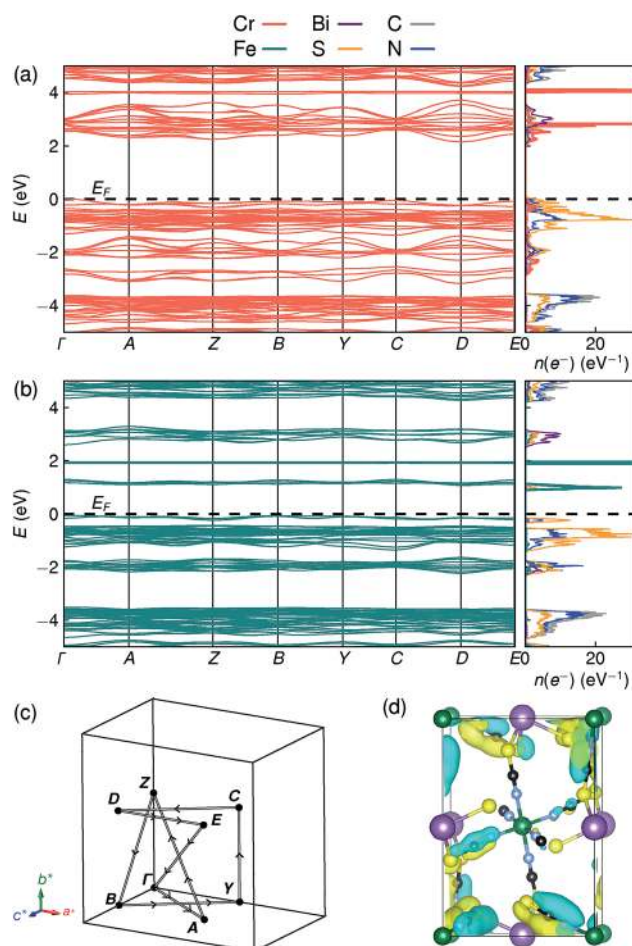 Cr Bi C
Fe S N
(a)
4
2
0
−2
−4
E (eV)
E_F
Γ A Z B Y C D E
0 20
n(e⁻) (eV⁻¹)
(b)
4
2
0
−2
−4
E (eV)
E_F
Γ A Z B Y C D E
0 20
n(e⁻) (eV⁻¹)
(c)
(d)
Z
D
C
E
Γ
B
Y
A
b*
c* a*